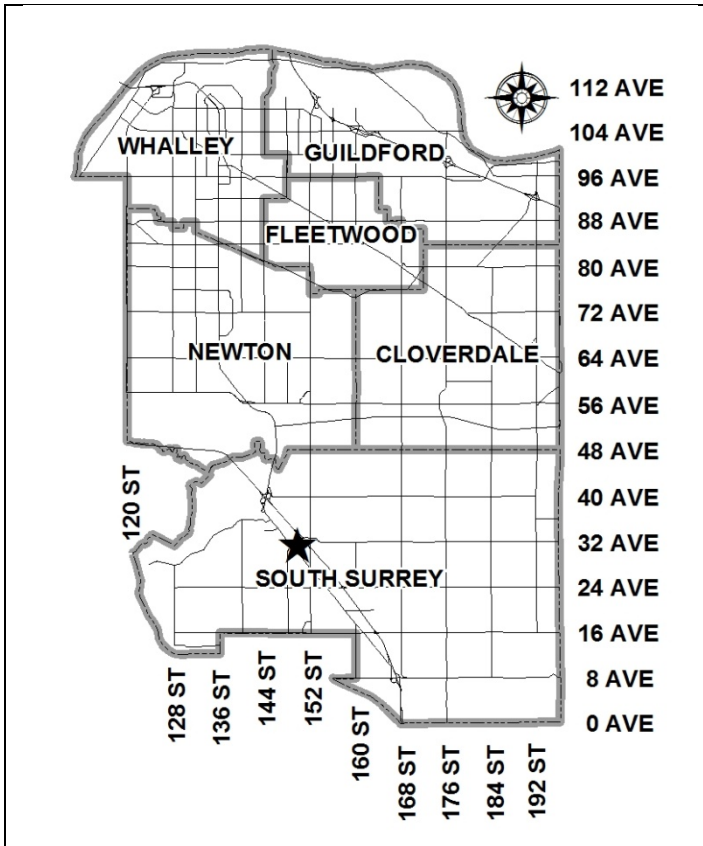 112 AVE
104 AVE
WHALLEY
GUILDFORD
96 AVE
88 AVE
FLEETWOOD
80 AVE
72 AVE
NEWTON
CLOVERDALE
64 AVE
56 AVE
48 AVE
120 ST
40 AVE
32 AVE
SOUTH SURREY
24 AVE
16 AVE
8 AVE
0 AVE
128 ST
136 ST
144 ST
152 ST
160 ST
168 ST
176 ST
184 ST
192 ST